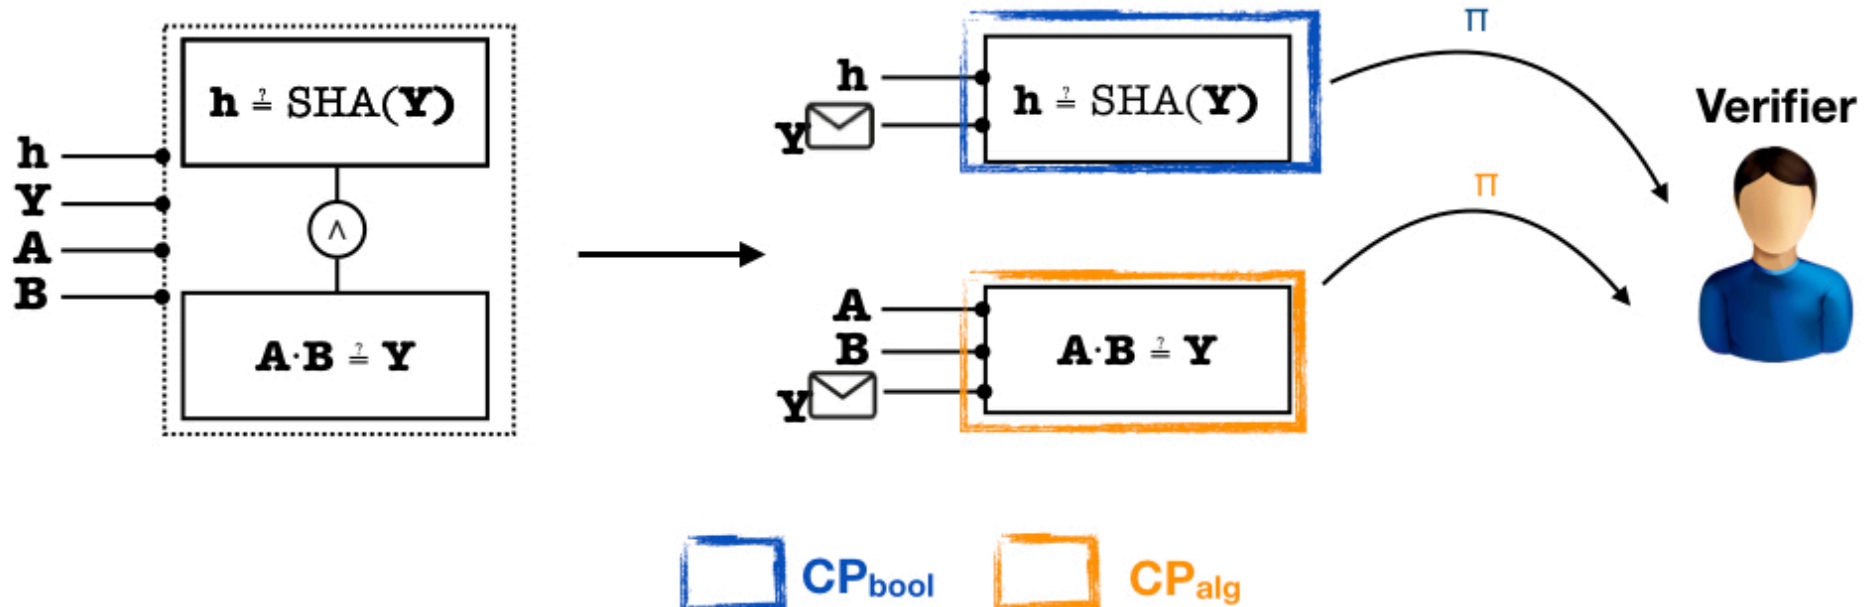 h
Y
A
B
h ≟ SHA(Y)
∧
A·B ≟ Y
h
Y
h ≟ SHA(Y)
A
B
Y
A·B ≟ Y
π
π
Verifier
CPbool
CPalg